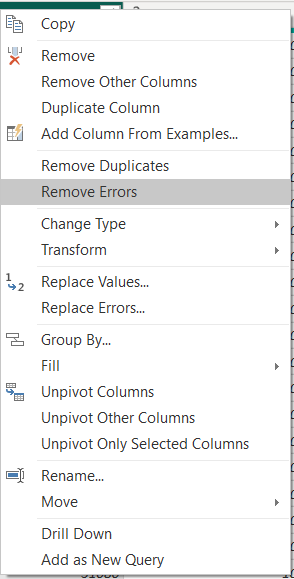 Copy
Remove
Remove Other Columns
Duplicate Column
Add Column From Examples...
Remove Duplicates
Remove Errors
Change Type
Transform
1
2
Replace Values...
Replace Errors...
Group By...
Fill
Unpivot Columns
Unpivot Other Columns
Unpivot Only Selected Columns
Rename...
Move
Drill Down
Add as New Query